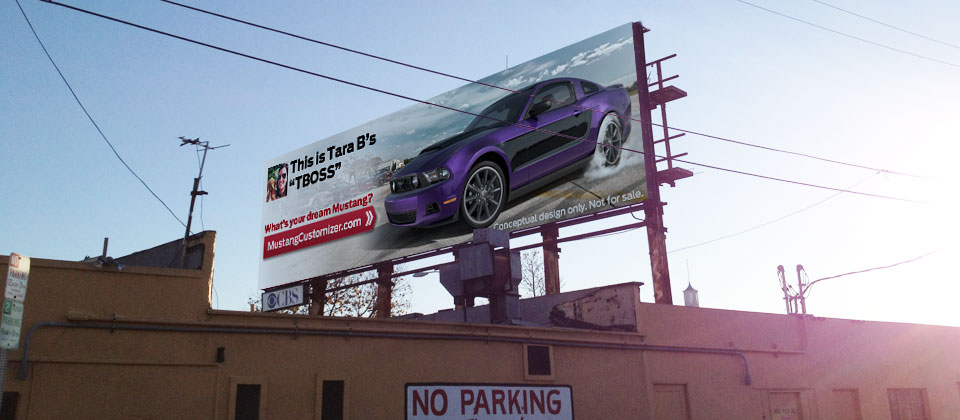 This is Tara B's
"TBOSS"
What's your dream Mustang?
MustangCustomizer.com
Conceptual design only. Not for sale.
CBS
NO PARKING